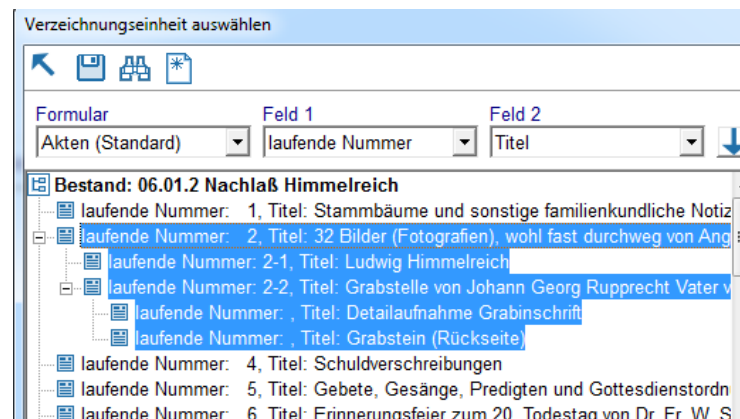 Verzeichnungseinheit auswählen
Formular Feld 1 Feld 2
Akten (Standard) laufende Nummer Titel
Bestand: 06.01.2 Nachlaß Himmelreich
laufende Nummer: 1, Titel: Stammbäume und sonstige familienkundliche Notiz
laufende Nummer: 2, Titel: 32 Bilder (Fotografien), wohl fast durchweg von Ang
laufende Nummer: 2-1, Titel: Ludwig Himmelreich
laufende Nummer: 2-2, Titel: Grabstelle von Johann Georg Rupprecht Vater v
laufende Nummer: , Titel: Detailaufnahme Grabinschrift
laufende Nummer: , Titel: Grabstein (Rückseite)
laufende Nummer: 4, Titel: Schuldverschreibungen
laufende Nummer: 5, Titel: Gebete, Gesänge, Predigten und Gottesdienstordn
laufende Nummer: 6, Titel: Erinnerungsfeier zum 20. Todestag von Dr. Fr. W. S